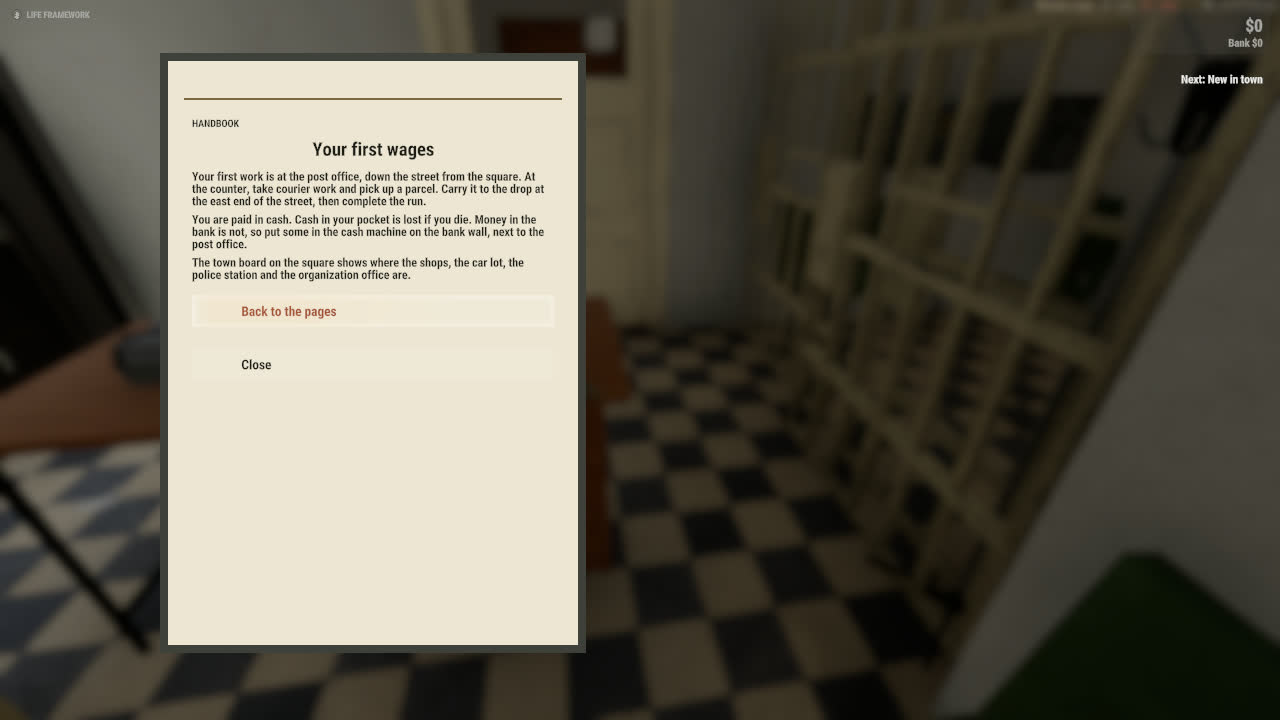 LIFE FRAMEWORK
$0
Bank $0
Next: New in town
HANDBOOK
Your first wages
Your first work is at the post office, down the street from the square. At
the counter, take courier work and pick up a parcel. Carry it to the drop at
the east end of the street, then complete the run.
You are paid in cash. Cash in your pocket is lost if you die. Money in the
bank is not, so put some in the cash machine on the bank wall, next to the
post office.
The town board on the square shows where the shops, the car lot, the
police station and the organization office are.
Back to the pages
Close